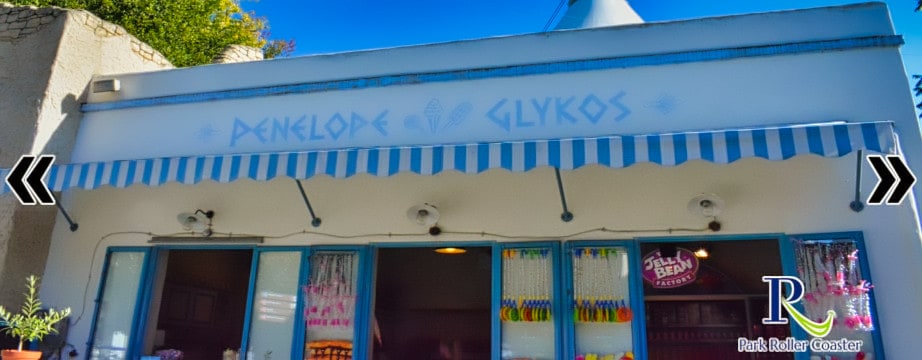 PENELOPE GLYKOS
JELLY BEAN
FACTORY
R
Park Roller Coaster